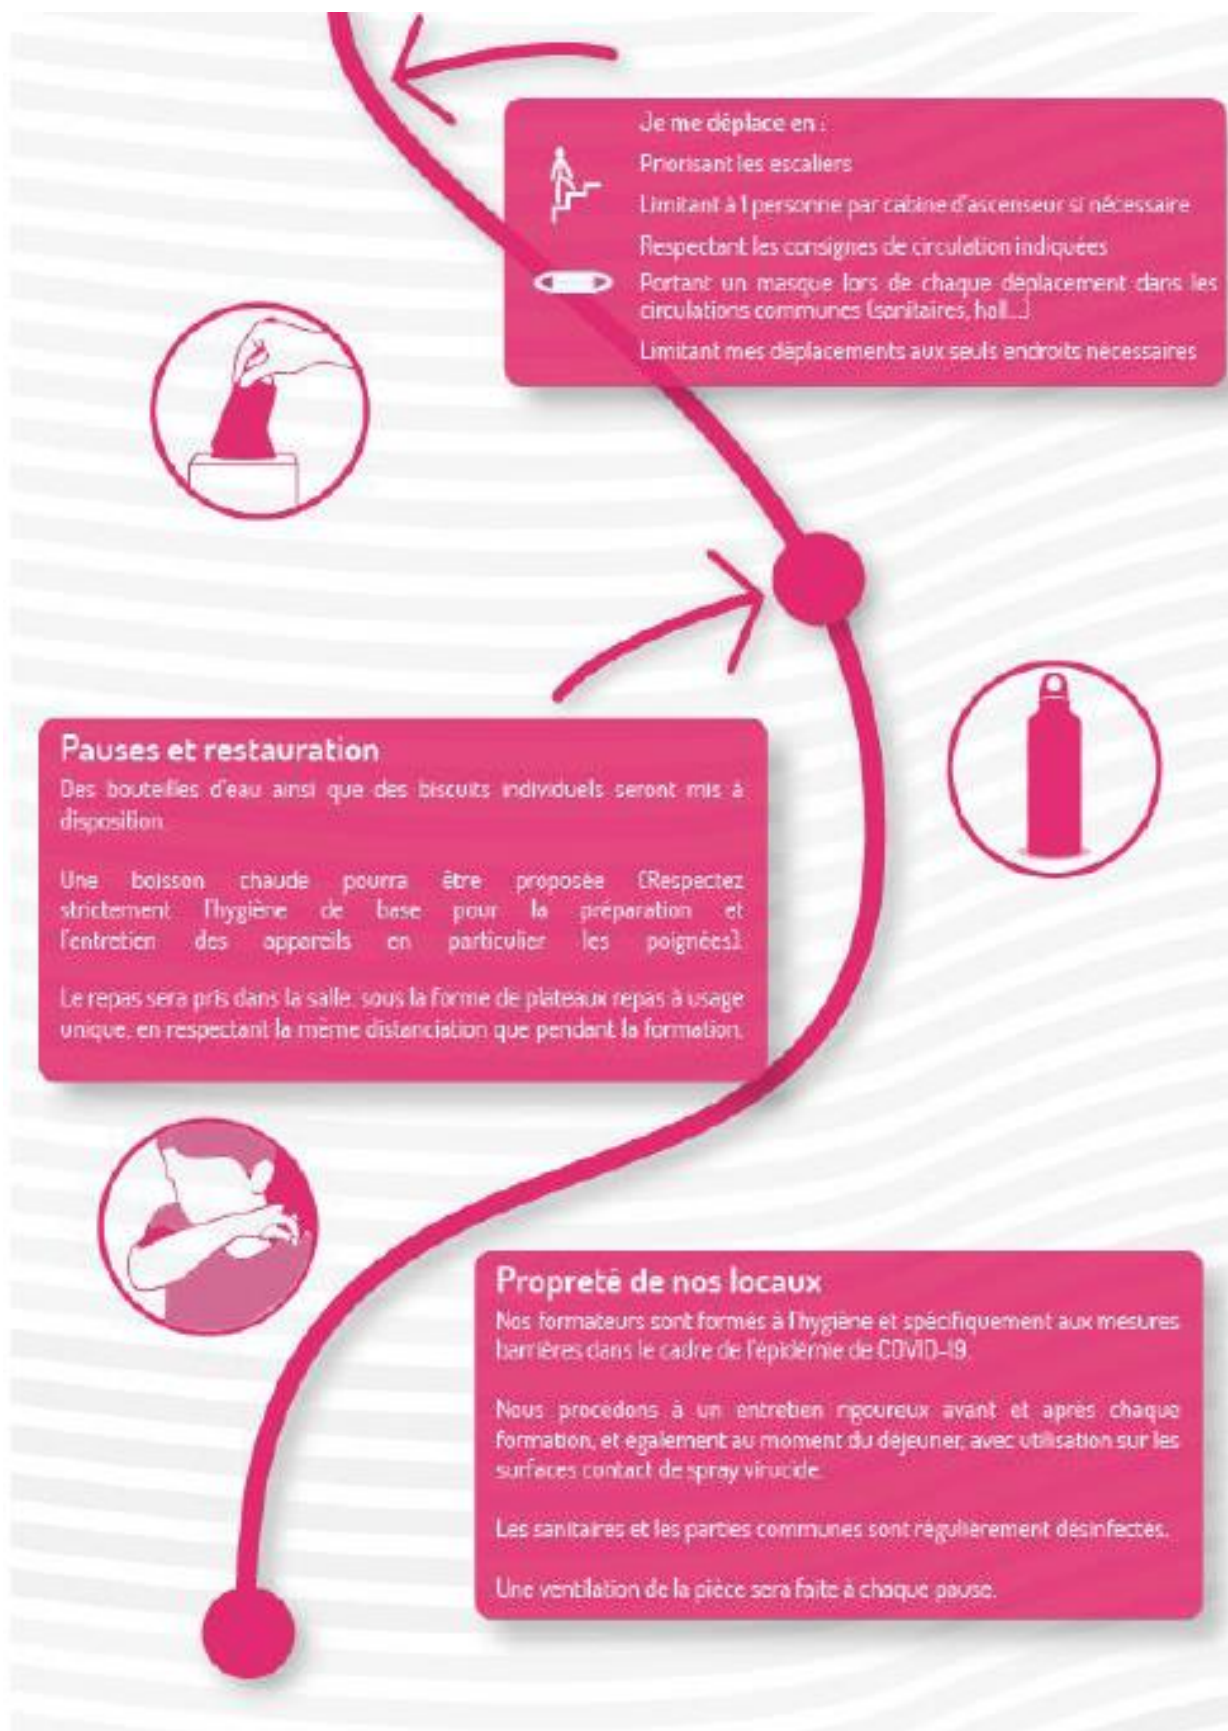 Je me déplace en :
Priorisant les escaliers
Limitant à 1 personne par cabine d'ascenseur si nécessaire
Respectant les consignes de circulation indiquées
Portant un masque lors de chaque déplacement dans les
circulations communes (sanitaires, hall...)
Limitant mes déplacements aux seuls endroits nécessaires
Pauses et restauration
Des bouteilles d'eau ainsi que des biscuits individuels seront mis à
disposition.
Une boisson chaude pourra être proposée (Respectez
strictement l'hygiène de base pour la préparation et
l'entretien des appareils en particulier les poignées).
Le repas sera pris dans la salle, sous la forme de plateaux repas à usage
unique, en respectant la même distanciation que pendant la formation.
Propreté de nos locaux
Nos formateurs sont formés à l'hygiène et spécifiquement aux mesures
barrières dans le cadre de l'épidémie de COVID-19.
Nous procédons à un entretien rigoureux avant et après chaque
formation, et également au moment du déjeuner, avec utilisation sur les
surfaces contact de spray virucide.
Les sanitaires et les parties communes sont régulièrement désinfectés.
Une ventilation de la pièce sera faite à chaque pause.